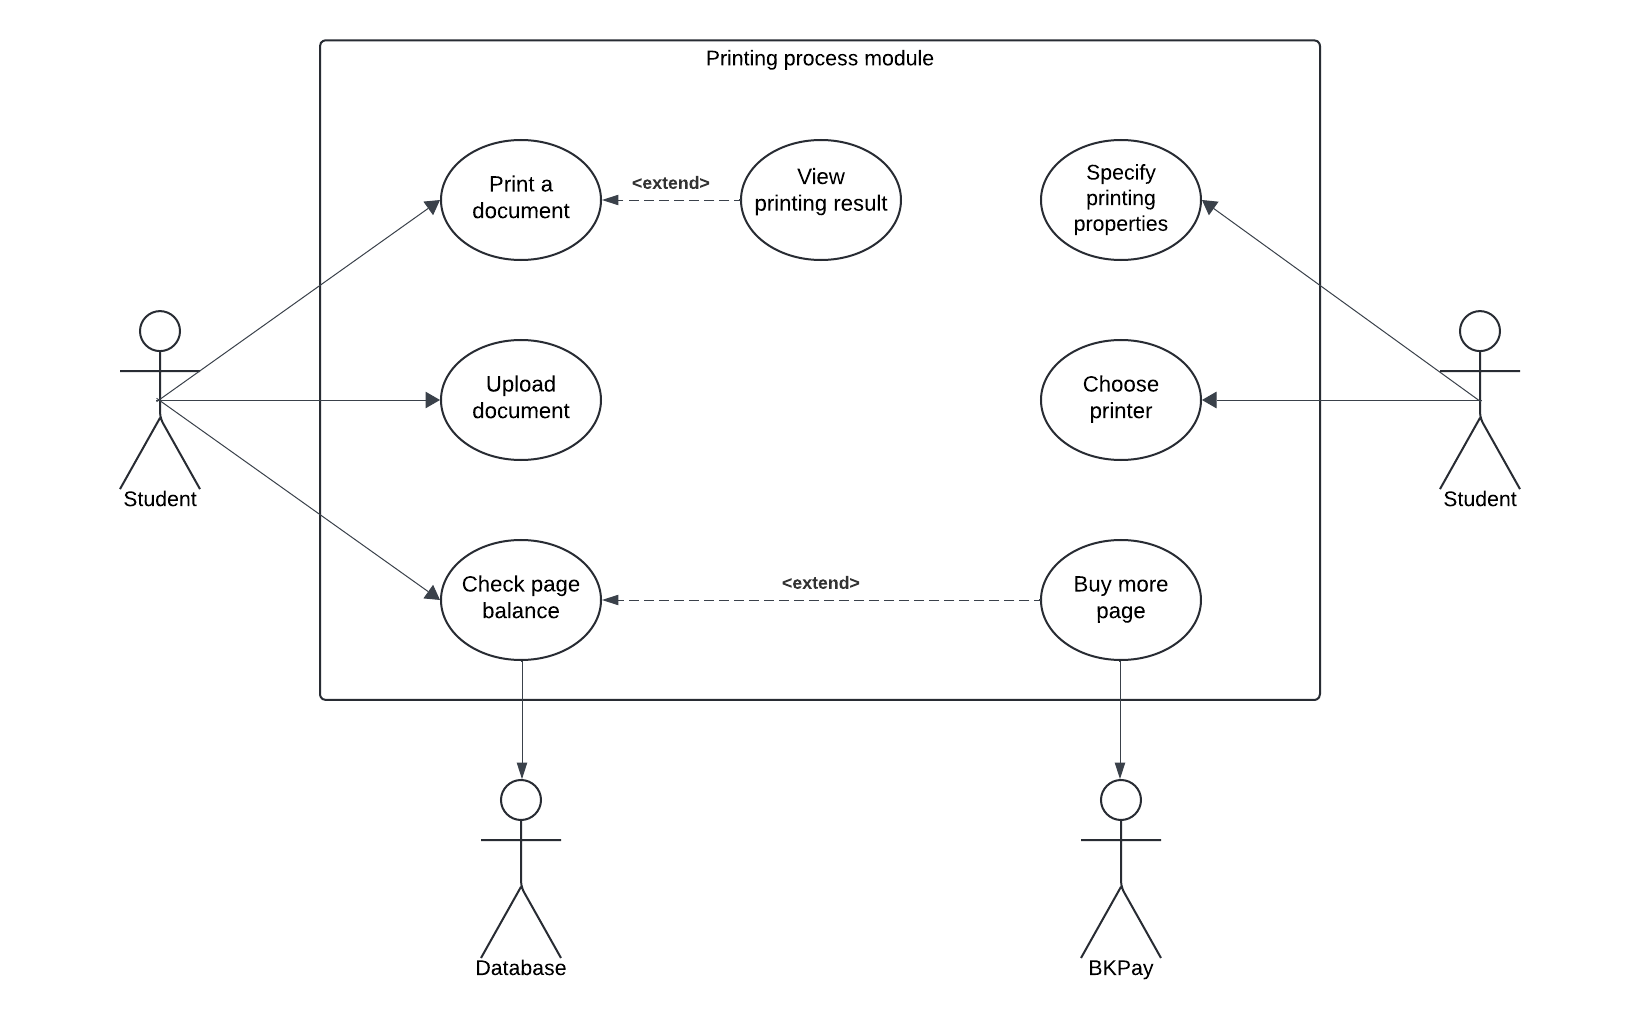 Printing process module
Print a
document
<extend>
View
printing result
Specify
printing
properties
Upload
document
Choose
printer
Student
Student
Check page
balance
<extend>
Buy more
page
Database
BKPay